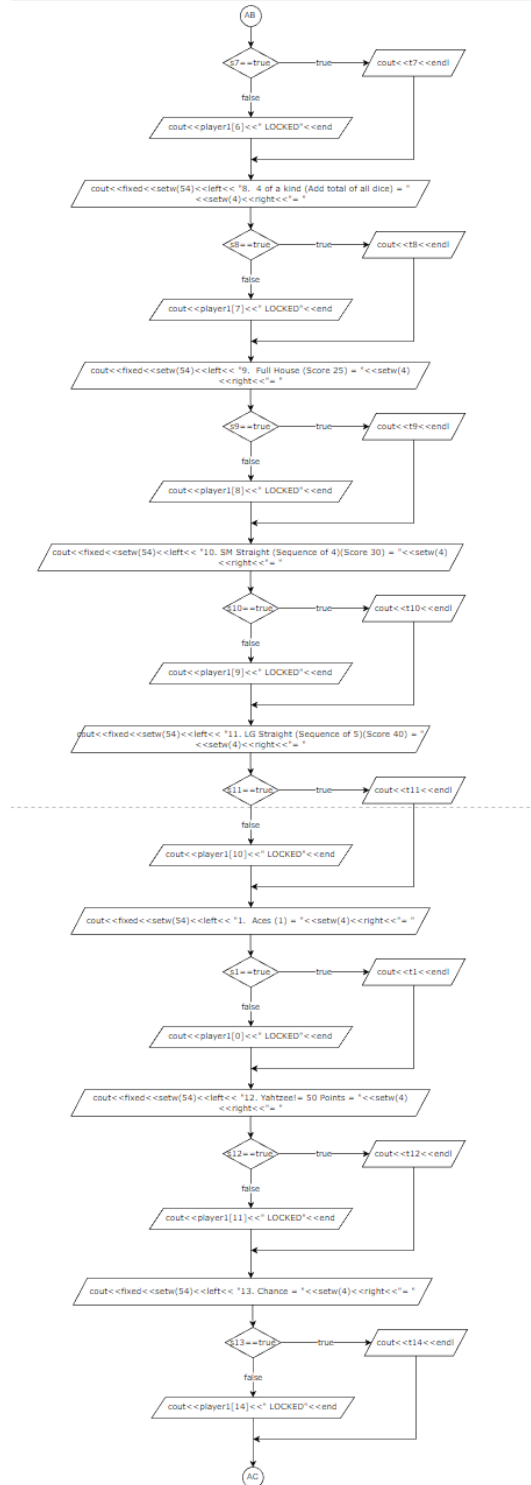 AB
s7==true
true
cout<<t7<<endl
false
cout<<player1[6]<<" LOCKED"<<end
cout<<fixed<<setw(54)<<left<< "8.  4 of a kind (Add total of all dice) = "
<<setw(4)<<right<<"= "
s8==true
true
cout<<t8<<endl
false
cout<<player1[7]<<" LOCKED"<<end
cout<<fixed<<setw(54)<<left<< "9.  Full House (Score 25) = "<<setw(4)
<<right<<"= "
s9==true
true
cout<<t9<<endl
false
cout<<player1[8]<<" LOCKED"<<end
cout<<fixed<<setw(54)<<left<< "10. SM Straight (Sequence of 4)(Score 30) = "<<setw(4)
<<right<<"= "
s10==true
true
cout<<t10<<endl
false
cout<<player1[9]<<" LOCKED"<<end
cout<<fixed<<setw(54)<<left<< "11. LG Straight (Sequence of 5)(Score 40) = "
<<setw(4)<<right<<"= "
s11==true
true
cout<<t11<<endl
false
cout<<player1[10]<<" LOCKED"<<end
cout<<fixed<<setw(54)<<left<< "1.  Aces (1) = "<<setw(4)<<right<<"= "
s1==true
true
cout<<t1<<endl
false
cout<<player1[0]<<" LOCKED"<<end
cout<<fixed<<setw(54)<<left<< "12. Yahtzee!= 50 Points = "<<setw(4)
<<right<<"= "
s12==true
true
cout<<t12<<endl
false
cout<<player1[11]<<" LOCKED"<<end
cout<<fixed<<setw(54)<<left<< "13. Chance = "<<setw(4)<<right<<"= "
s13==true
true
cout<<t14<<endl
false
cout<<player1[14]<<" LOCKED"<<end
AC